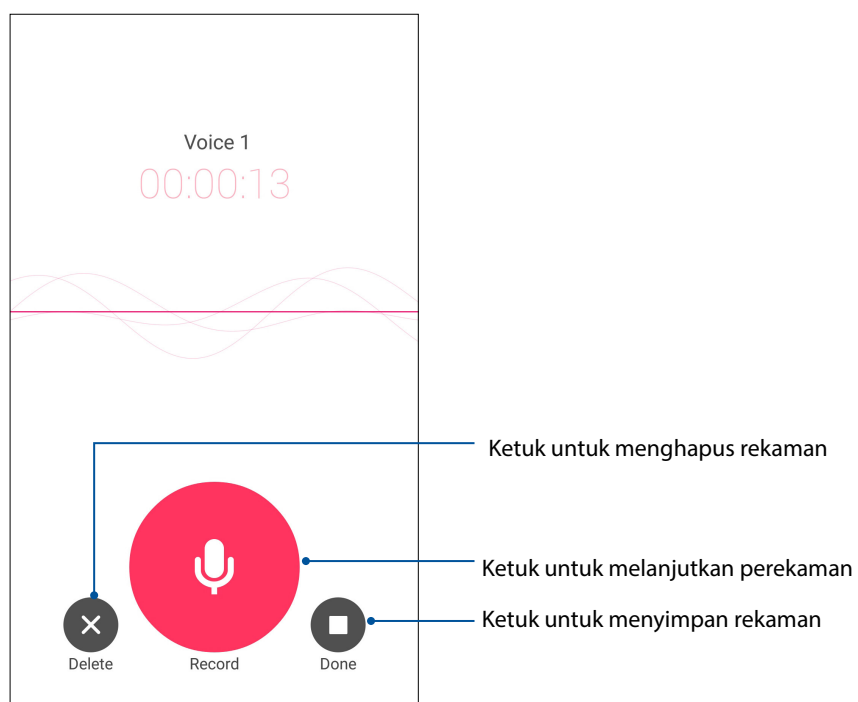 Voice 1
00:00:13
Ketuk untuk menghapus rekaman
Ketuk untuk melanjutkan perekaman
Ketuk untuk menyimpan rekaman
Delete
Record
Done